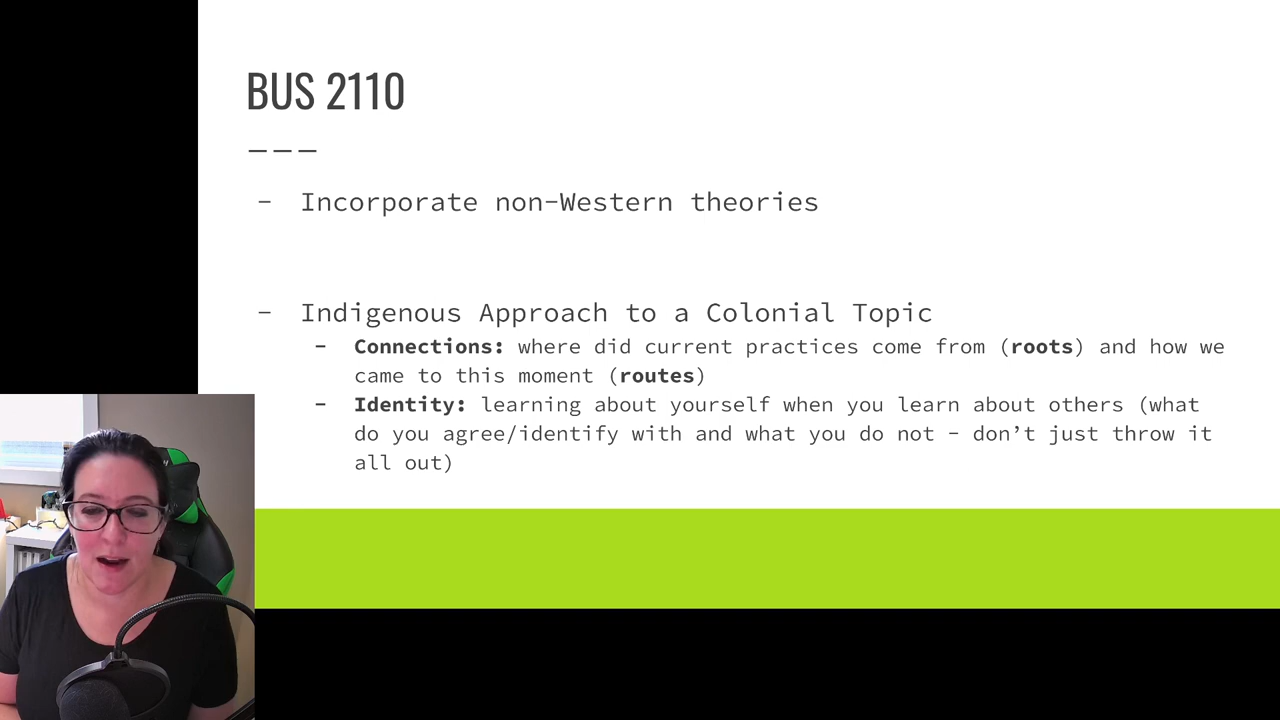 BUS 2110
– Incorporate non-Western theories
– Indigenous Approach to a Colonial Topic
– Connections: where did current practices come from (roots) and how we
came to this moment (routes)
– Identity: learning about yourself when you learn about others (what
do you agree/identify with and what you do not – don’t just throw it
all out)